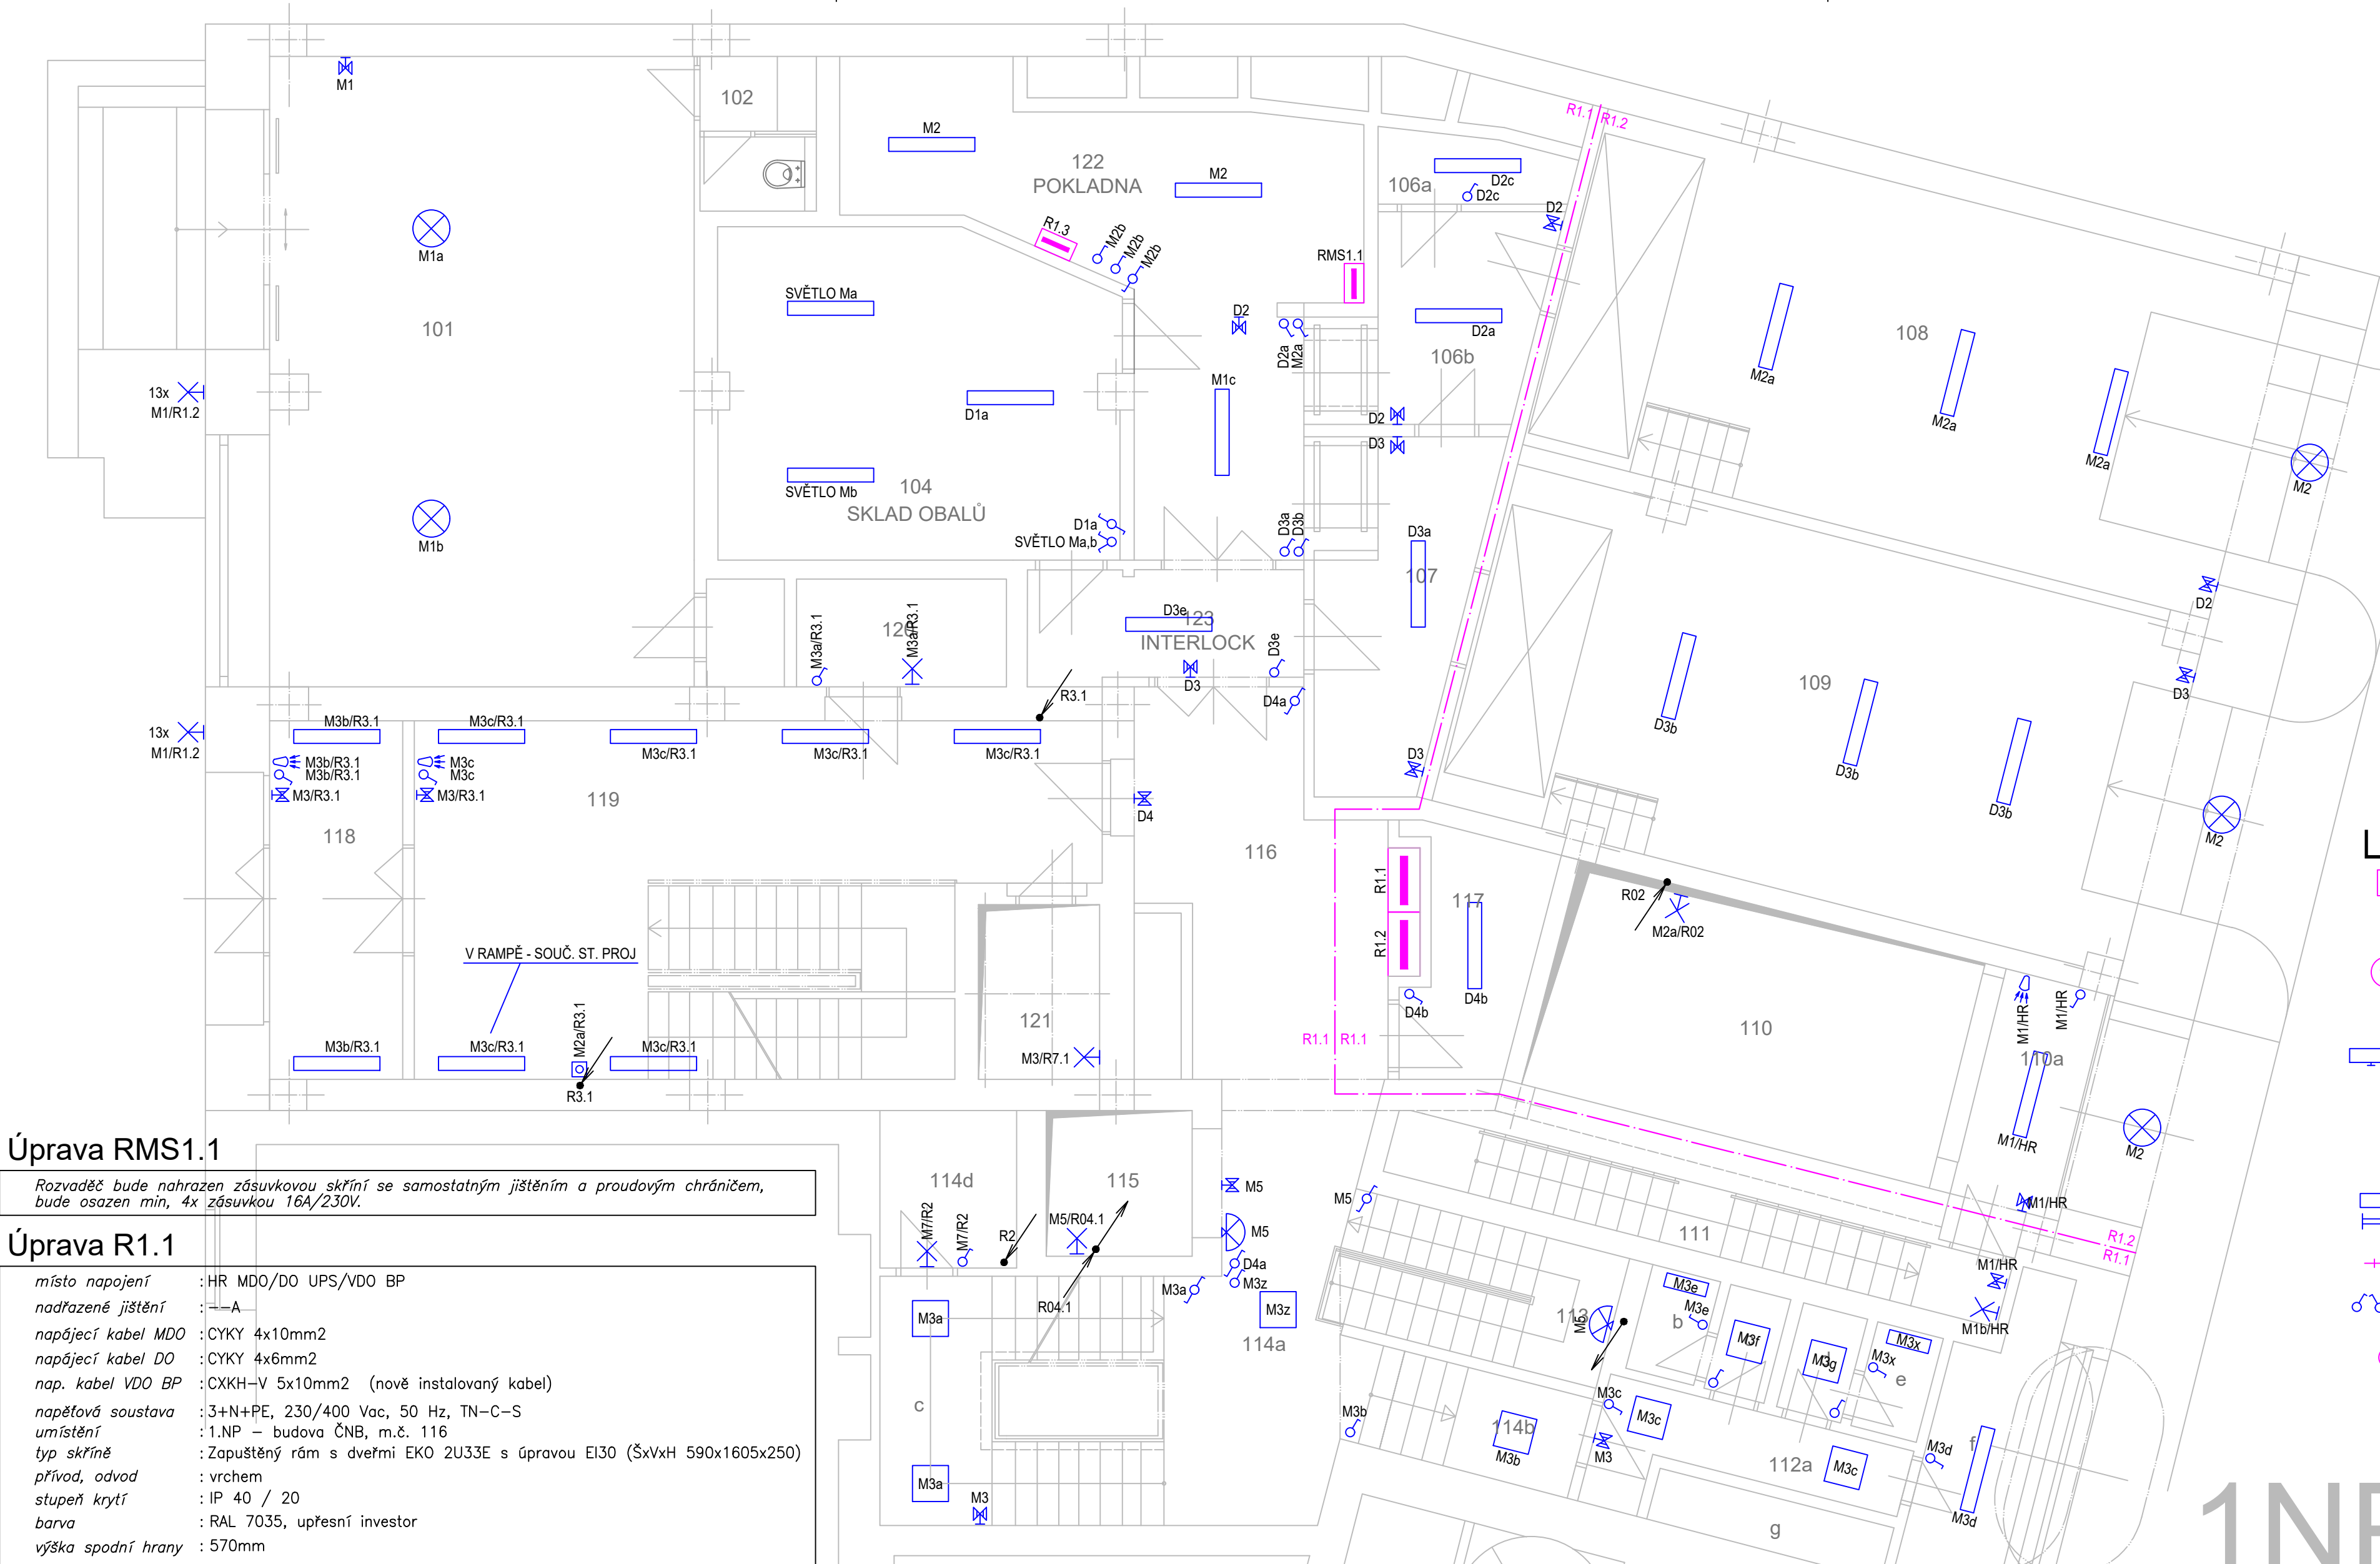 M1
102
M2
122
POKLADNA
M2
R1.1
R1.2
106a
D2c
D2c
D2
R1.3
M2b
M2b
M2b
RMS1.1
M1a
101
SVĚTLO Ma
D2
D2a
M2a
D2a
106b
108
M2a
M2a
M2a
M2
13x
M1/R1.2
D1a
M1c
D2
D3
SVĚTLO Mb
104
SKLAD OBALŮ
M1b
D1a
SVĚTLO Ma,b
D3a
D3b
D3a
107
D2
120
M3a/R3.1
M3a/R3.1
D3e
123
INTERLOCK
D3e
D3
D4a
R3.1
109
D3b
D3b
D3b
D3
M2
13x
M1/R1.2
M3b/R3.1
M3c/R3.1
M3c/R3.1
M3c/R3.1
M3c/R3.1
M3b/R3.1
M3b/R3.1
M3/R3.1
M3c
M3c
M3/R3.1
118
119
D4
D3
116
R1.1
R1.2
117
D4b
D4b
R02
M2a/R02
110
M1/HR
M1/HR
110a
M1/HR
M2
L
V RAMPĚ - SOUČ. ST. PROJ
M3b/R3.1
M3c/R3.1
M2a/R3.1
M3c/R3.1
R3.1
121
M3/R7.1
R1.1
R1.1
Úprava RMS1.1
Rozvaděč bude nahrazen zásuvkovou skříní se samostatným jištěním a proudovým chráničem,
bude osazen min, 4x zásuvkou 16A/230V.
Úprava R1.1
místo napojení : HR MDO/DO UPS/VDO BP
nadřazené jištění : --A
napájecí kabel MDO : CYKY 4x10mm2
napájecí kabel DO : CYKY 4x6mm2
nap. kabel VDO BP : CXKH-V 5x10mm2 (nově instalovaný kabel)
napěťová soustava : 3+N+PE, 230/400 Vac, 50 Hz, TN-C-S
umístění : 1.NP - budova ČNB, m.č. 116
typ skříně : Zapuštěný rám s dveřmi EKO 2U33E s úpravou EI30 (ŠxVxH 590x1605x250)
přívod, odvod : vrchem
stupeň krytí : IP 40 / 20
barva : RAL 7035, upřesní investor
výška spodní hrany : 570mm
114d
M7/R2
M7/R2
R2
115
M5/R04.1
R04.1
M5
M5
D4a
M3z
M3a
M3z
114a
M3a
c
M3a
M3
M5
111
M1/HR
R1.2
R1.1
M1/HR
M1b/HR
113
M5
M3e
M3e
b
M3f
M3g
M3x
M3x
e
M3b
114b
M3b
M3c
M3c
M3
112a
M3c
M3d
f
M3d
g
1NP